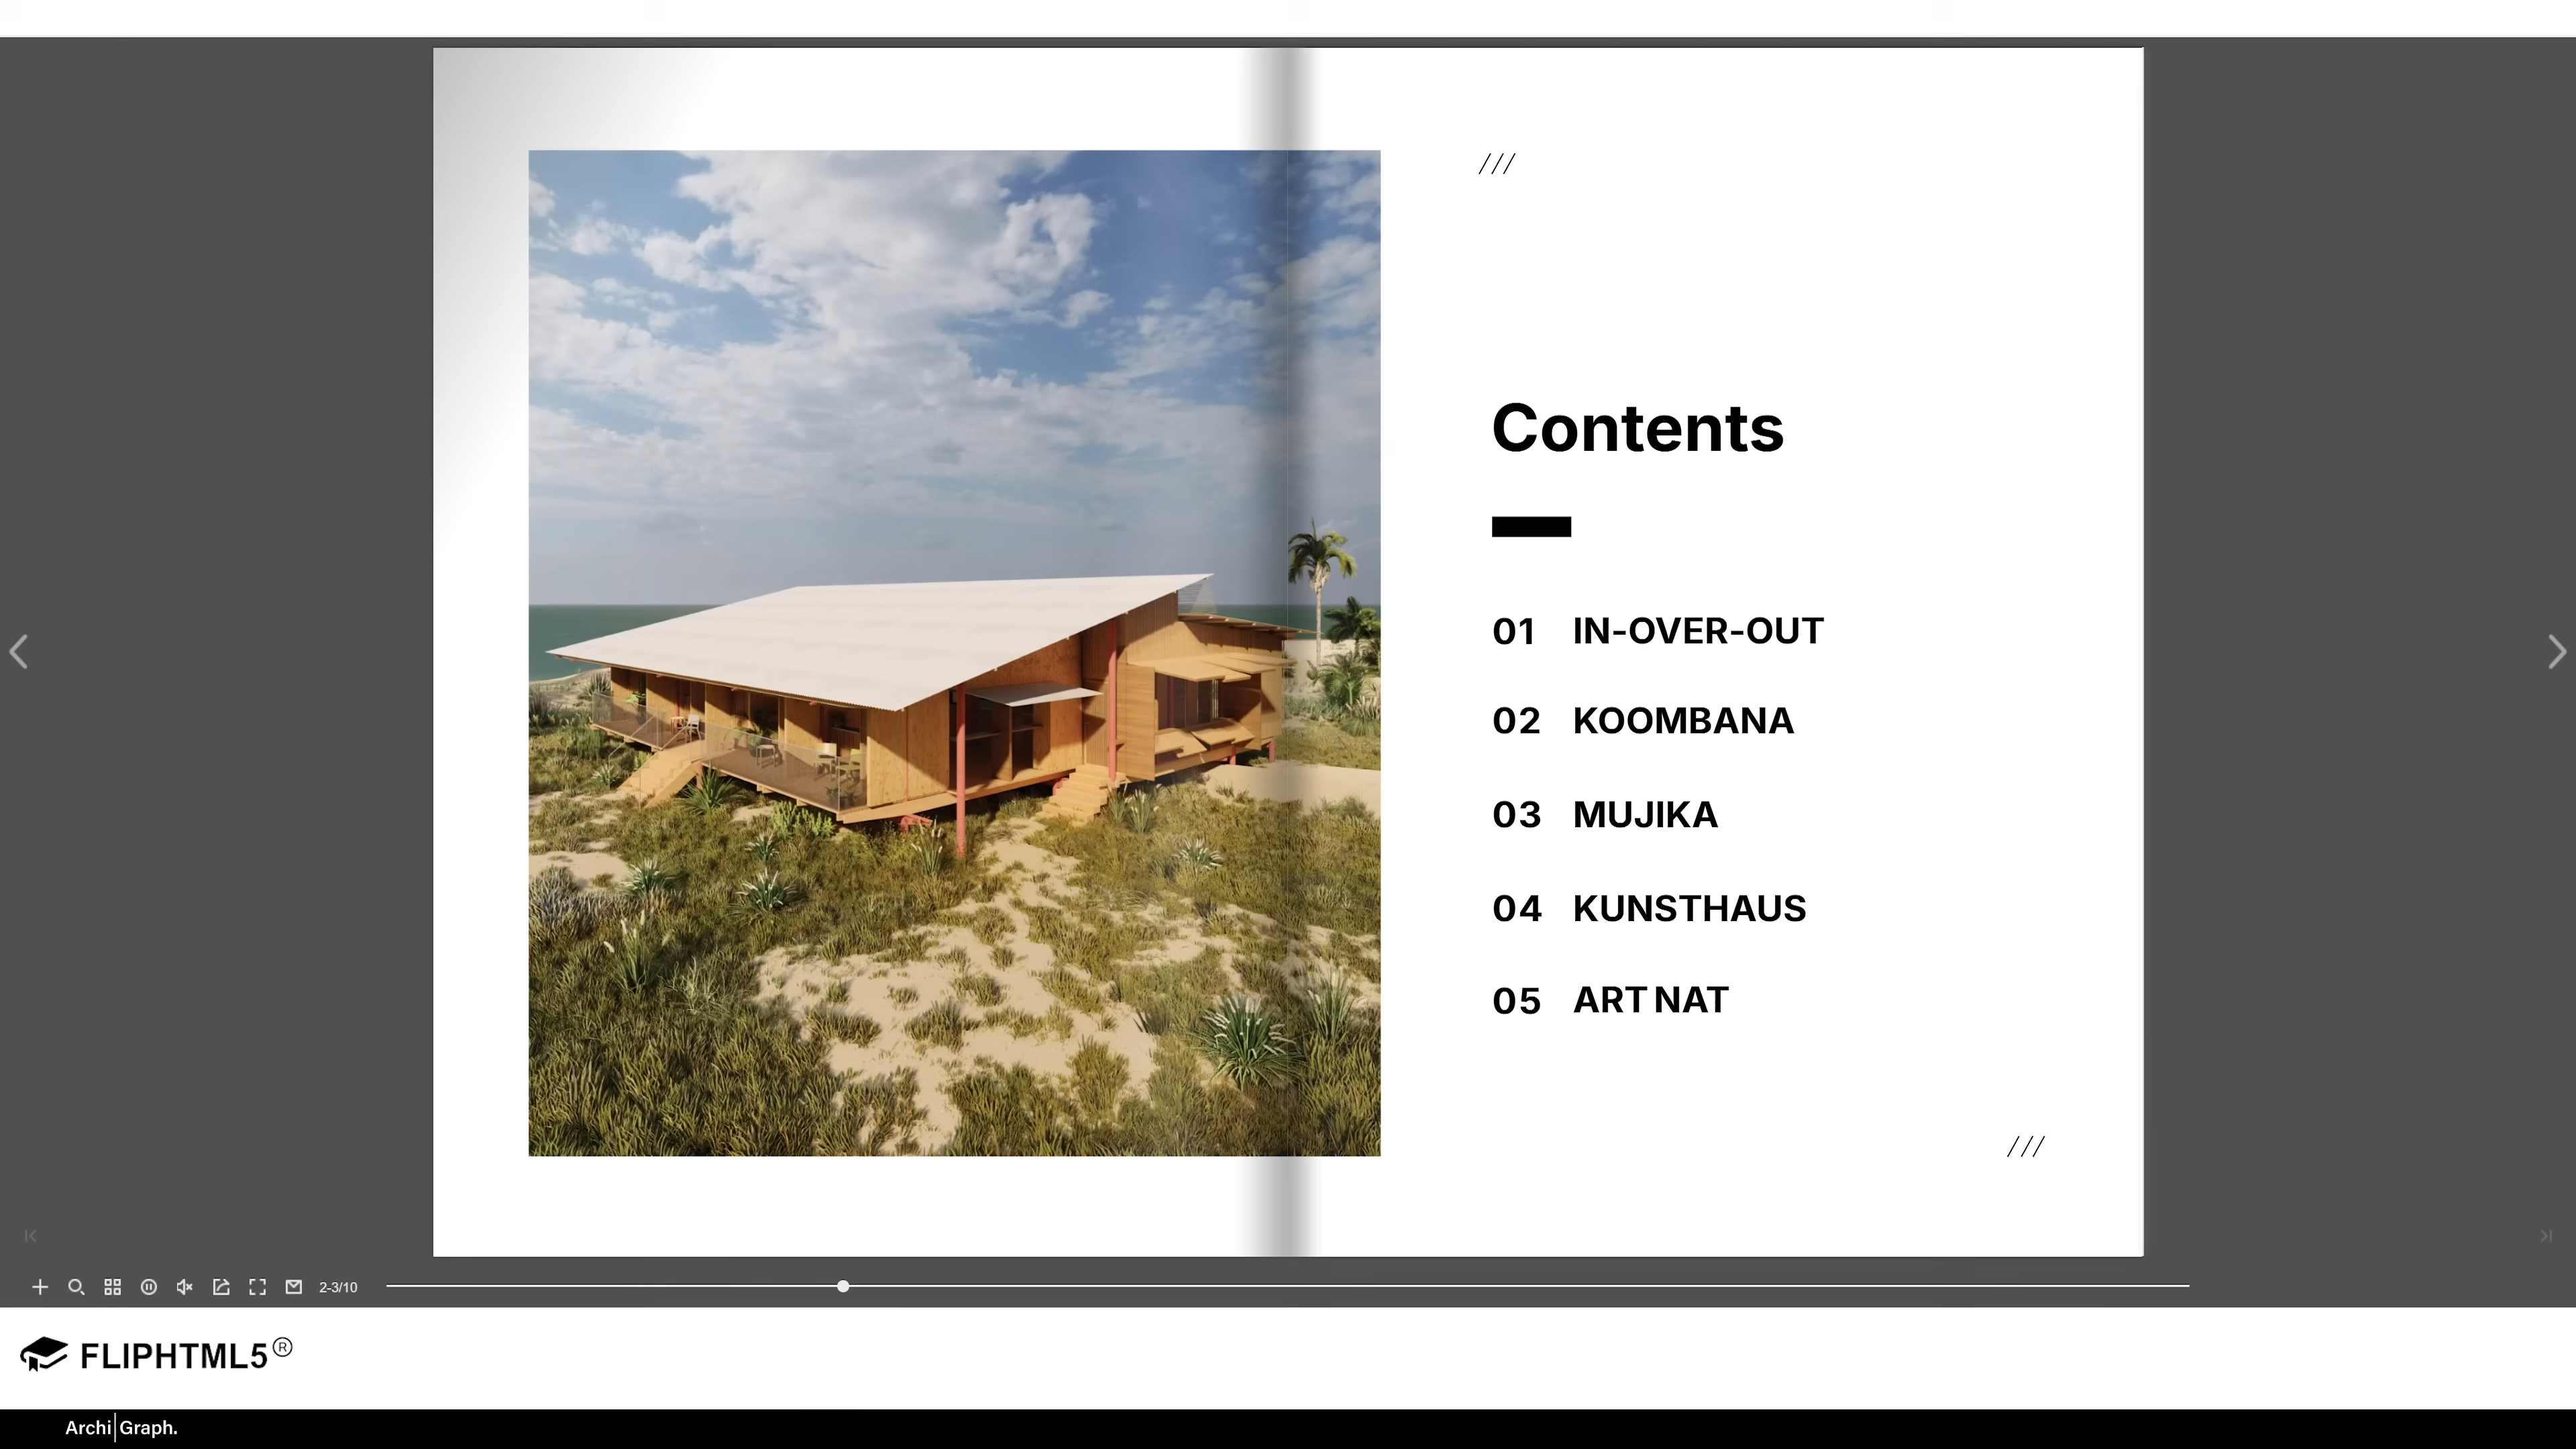 ///
Contents
01 IN-OVER-OUT
02 KOOMBANA
03 MUJIKA
04 KUNSTHAUS
05 ART NAT
///
2-3/10
FLIPHTML5®
Archi|Graph.